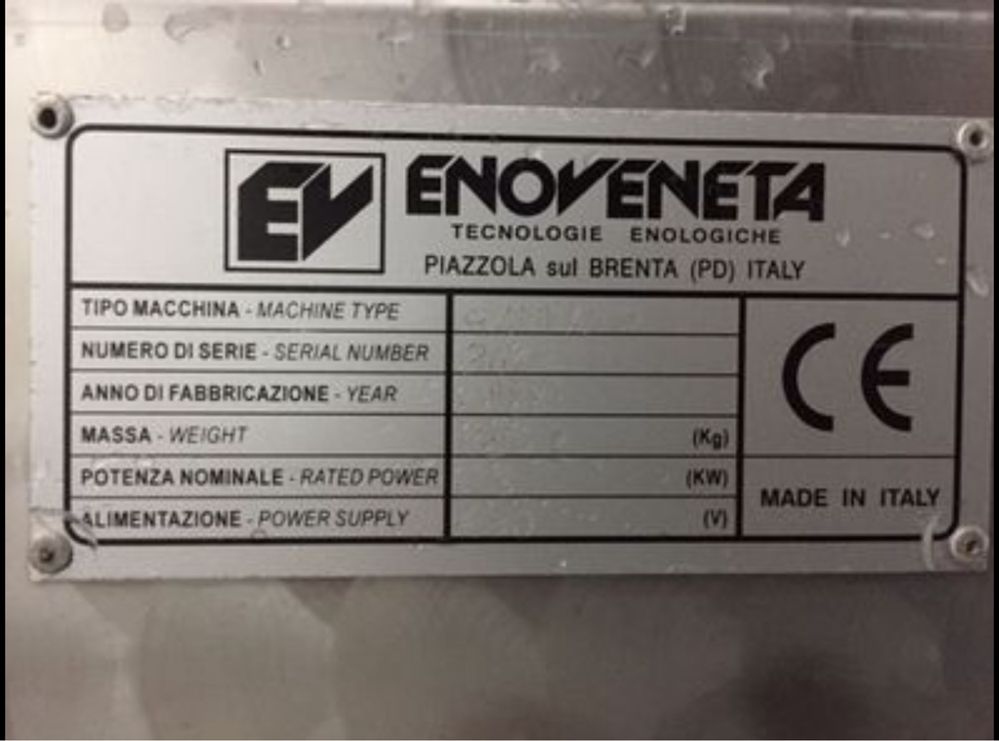 EV ENOVENETA
TECNOLOGIE ENOLOGICHE
PIAZZOLA sul BRENTA (PD) ITALY
TIPO MACCHINA - MACHINE TYPE
NUMERO DI SERIE - SERIAL NUMBER
ANNO DI FABBRICAZIONE - YEAR
MASSA - WEIGHT (Kg)
POTENZA NOMINALE - RATED POWER (KW)
ALIMENTAZIONE - POWER SUPPLY (V)
CE
MADE IN ITALY